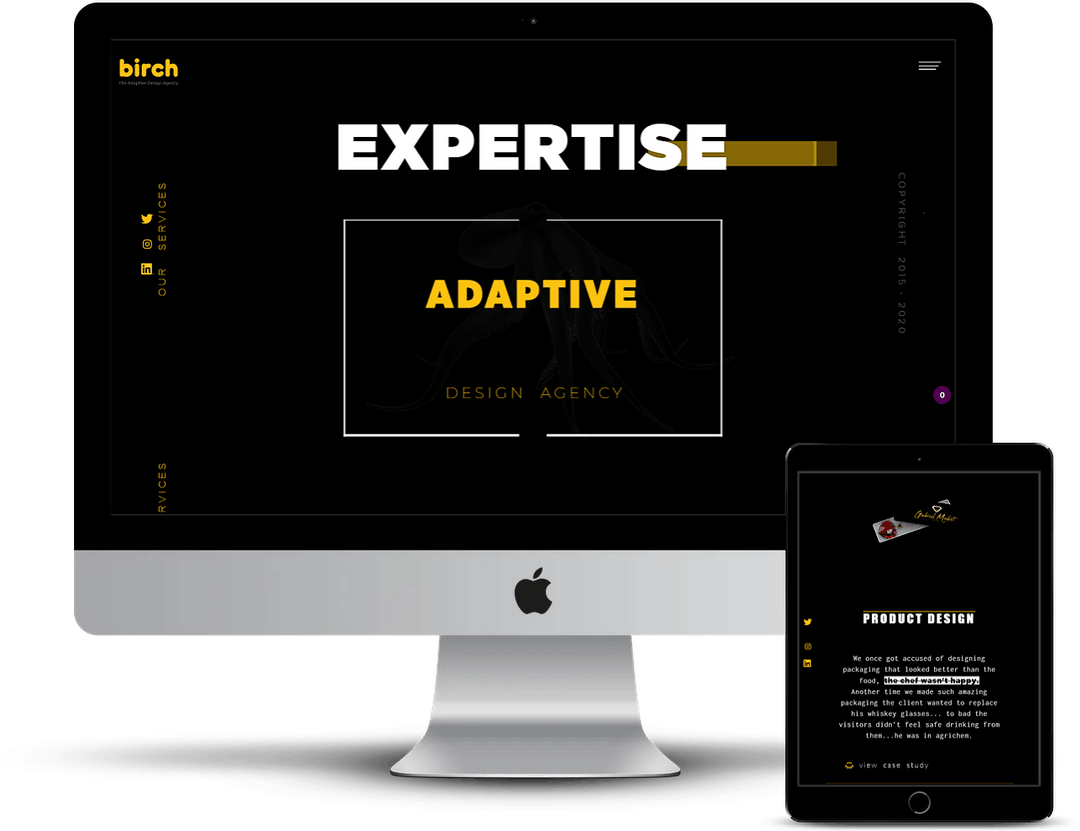 birch
The Adaptive Design Agency
EXPERTISE
OUR SERVICES
COPYRIGHT 2015 - 2020
ADAPTIVE
DESIGN AGENCY
0
RVICES
PRODUCT DESIGN
We once got accused of designing
packaging that looked better than the
food, the chef wasn't happy.
Another time we made such amazing
packaging the client wanted to replace
his whiskey glasses... to bad the
visitors didn't feel safe drinking from
them...he was in agrichem.
view case study